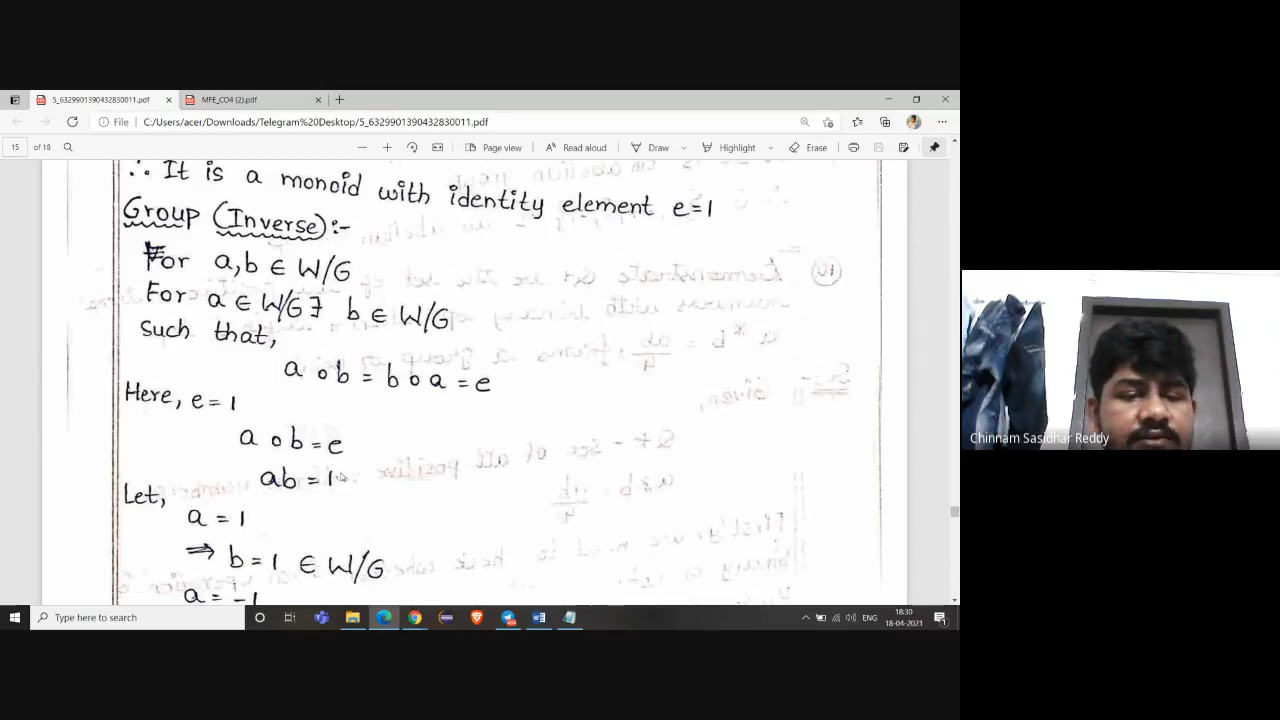 5_6329901390432830011.pdf
MFE_CO4 (2).pdf
File
C:/Users/acer/Downloads/Telegram%20Desktop/5_6329901390432830011.pdf
15 of 18
Page view
Read aloud
Draw
Highlight
Erase
∴ It is a monoid with identity element e=1
Group (Inverse):-
For a,b ∈ W/G
For a ∈ W/G ∃ b ∈ W/G
Such that,
a o b = b o a = e
Here, e = 1
a o b = e
ab = 1
Let,
a = 1
⇒ b = 1 ∈ W/G
a = -1
Chinnam Sasidhar Reddy
Type here to search
ENG
18:30
18-04-2021